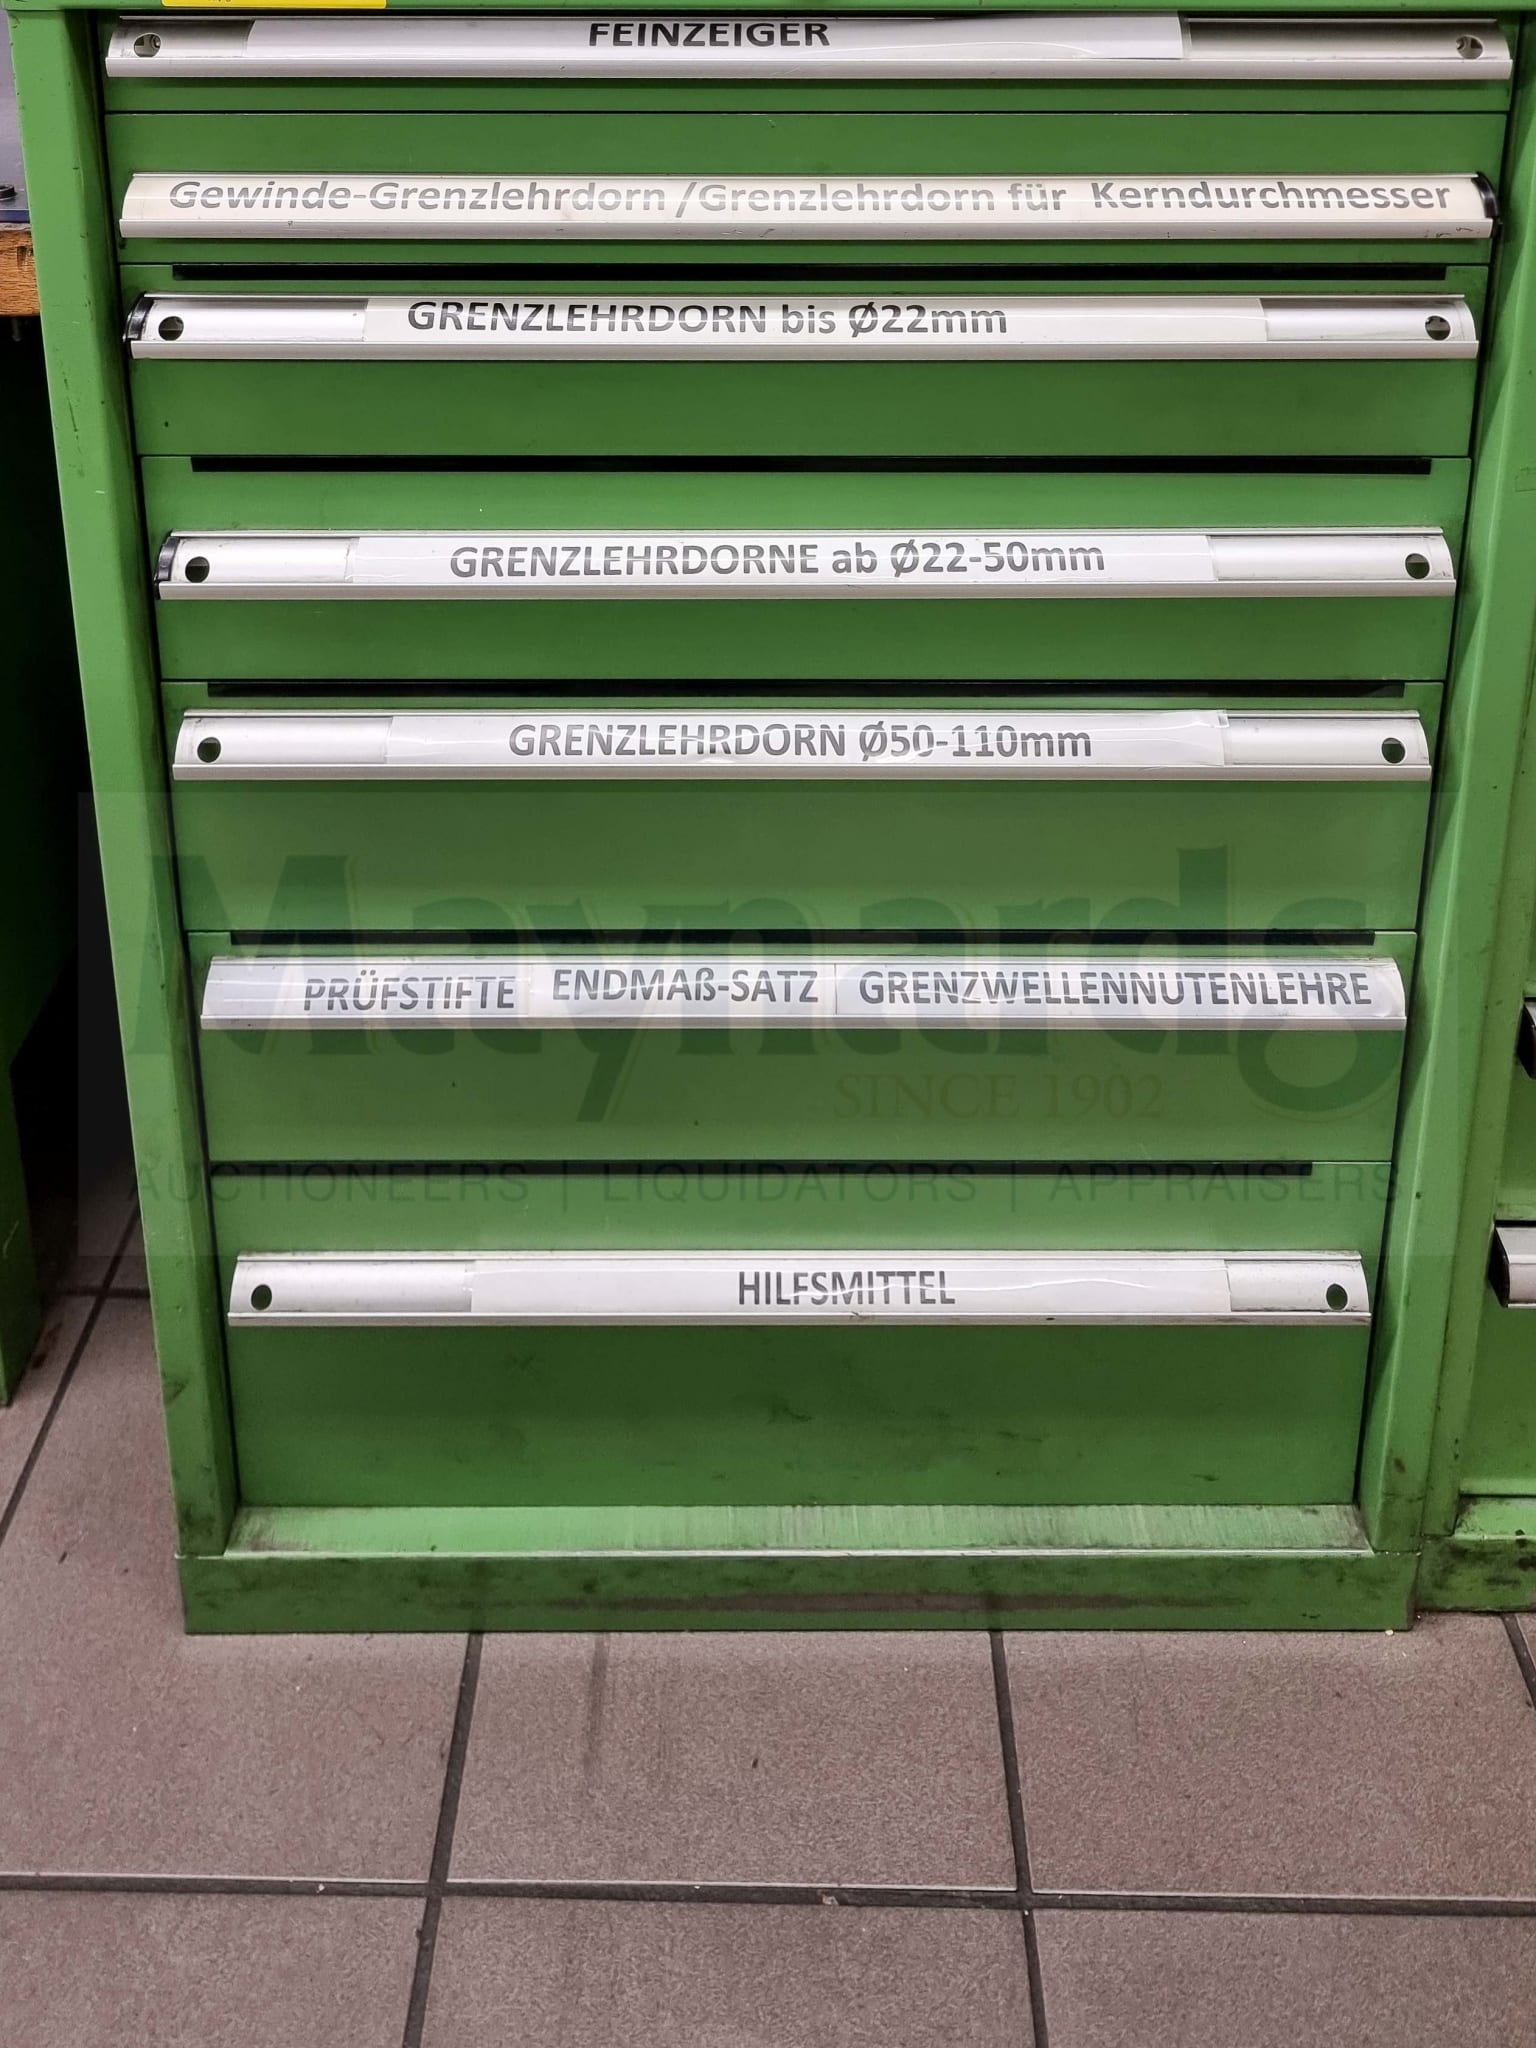 FEINZEIGER
Gewinde-Grenzlehrdorn /Grenzlehrdorn für Kerndurchmesser
GRENZLEHRDORN bis Ø22mm
GRENZLEHRDORNE ab Ø22-50mm
GRENZLEHRDORN Ø50-110mm
Maynards
PRÜFSTIFTE ENDMAß-SATZ GRENZWELLENNUTENLEHRE
SINCE 1902
AUCTIONEERS | LIQUIDATORS | APPRAISERS
HILFSMITTEL